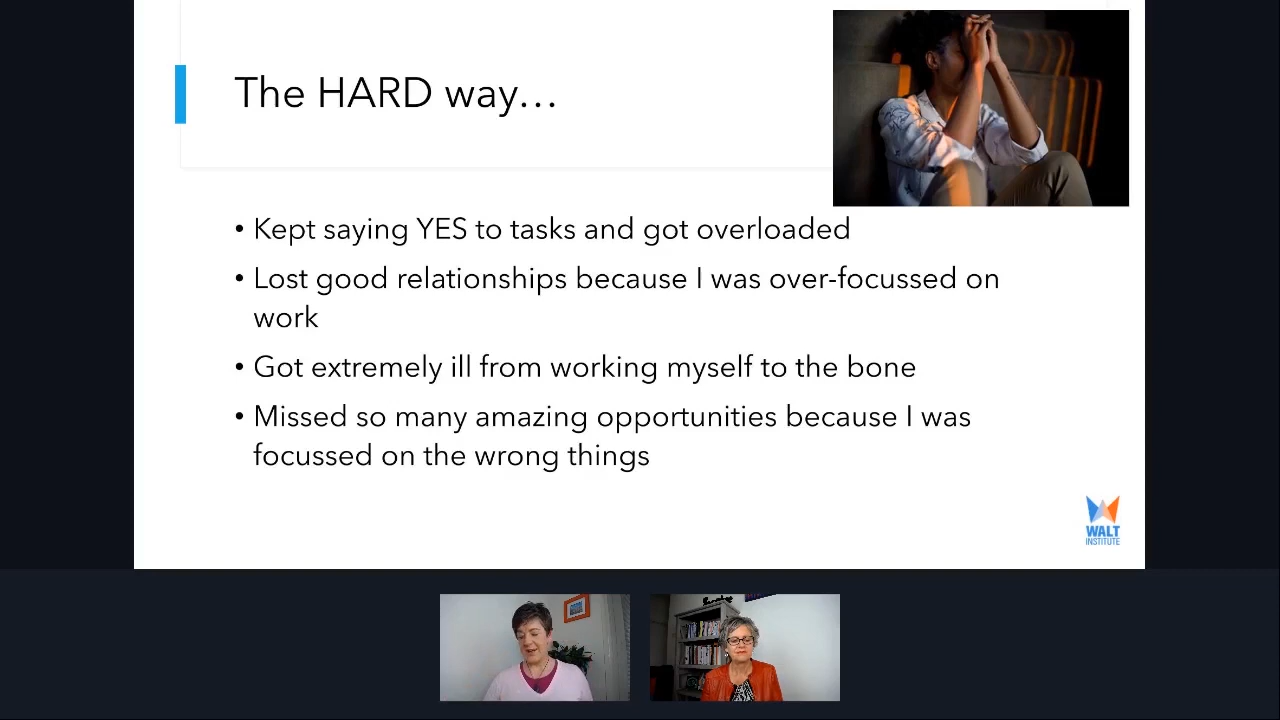 The HARD way...
• Kept saying YES to tasks and got overloaded
• Lost good relationships because I was over-focussed on
work
• Got extremely ill from working myself to the bone
• Missed so many amazing opportunities because I was
focussed on the wrong things
WALT
INSTITUTE